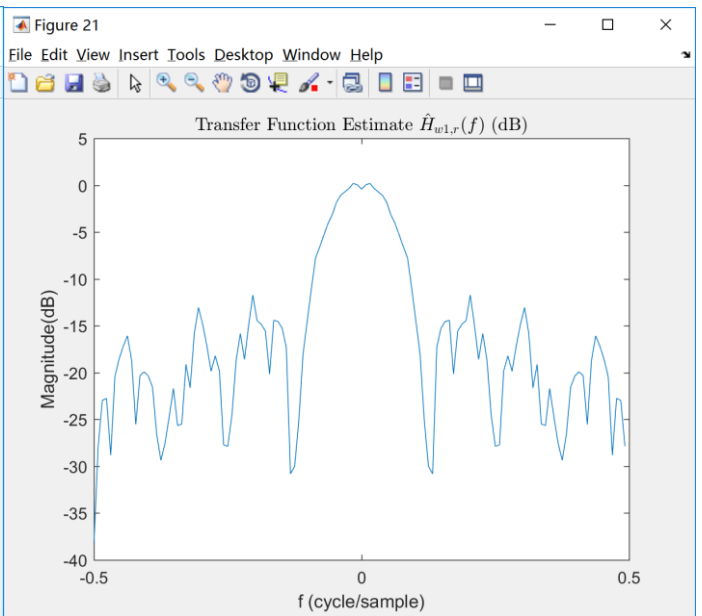 Figure 21
File Edit View Insert Tools Desktop Window Help
Transfer Function Estimate Ĥw1,r(f) (dB)
5
0
-5
-10
-15
-20
-25
-30
-35
-40
Magnitude(dB)
-0.5 0 0.5
f (cycle/sample)